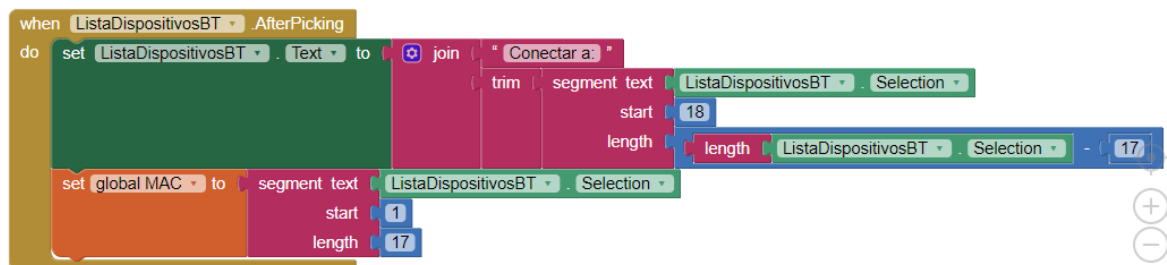 when ListaDispositivosBT .AfterPicking
do set ListaDispositivosBT . Text to join " Conectar a: "
trim segment text ListaDispositivosBT . Selection
start 18
length length ListaDispositivosBT . Selection - 17
set global MAC to segment text ListaDispositivosBT . Selection
start 1
length 17